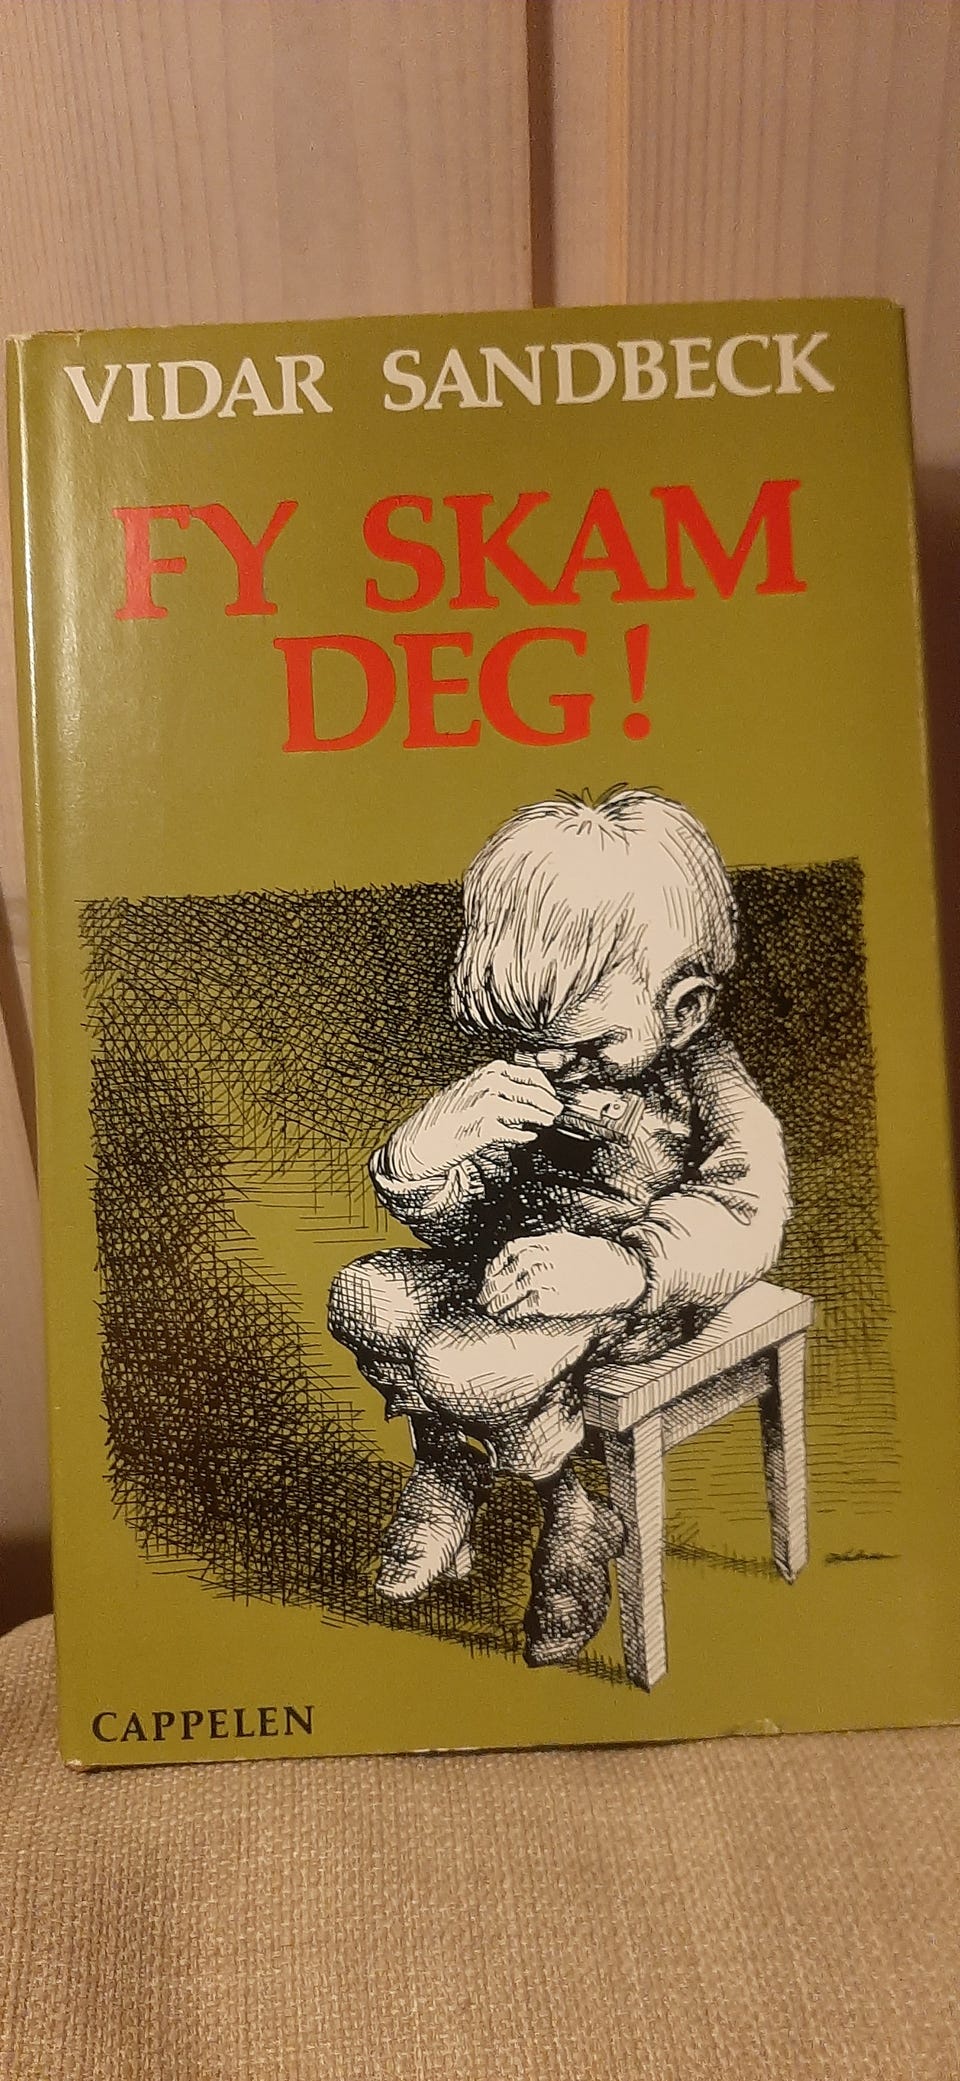 VIDAR SANDBECK
FY SKAM
DEG!
CAPPELEN